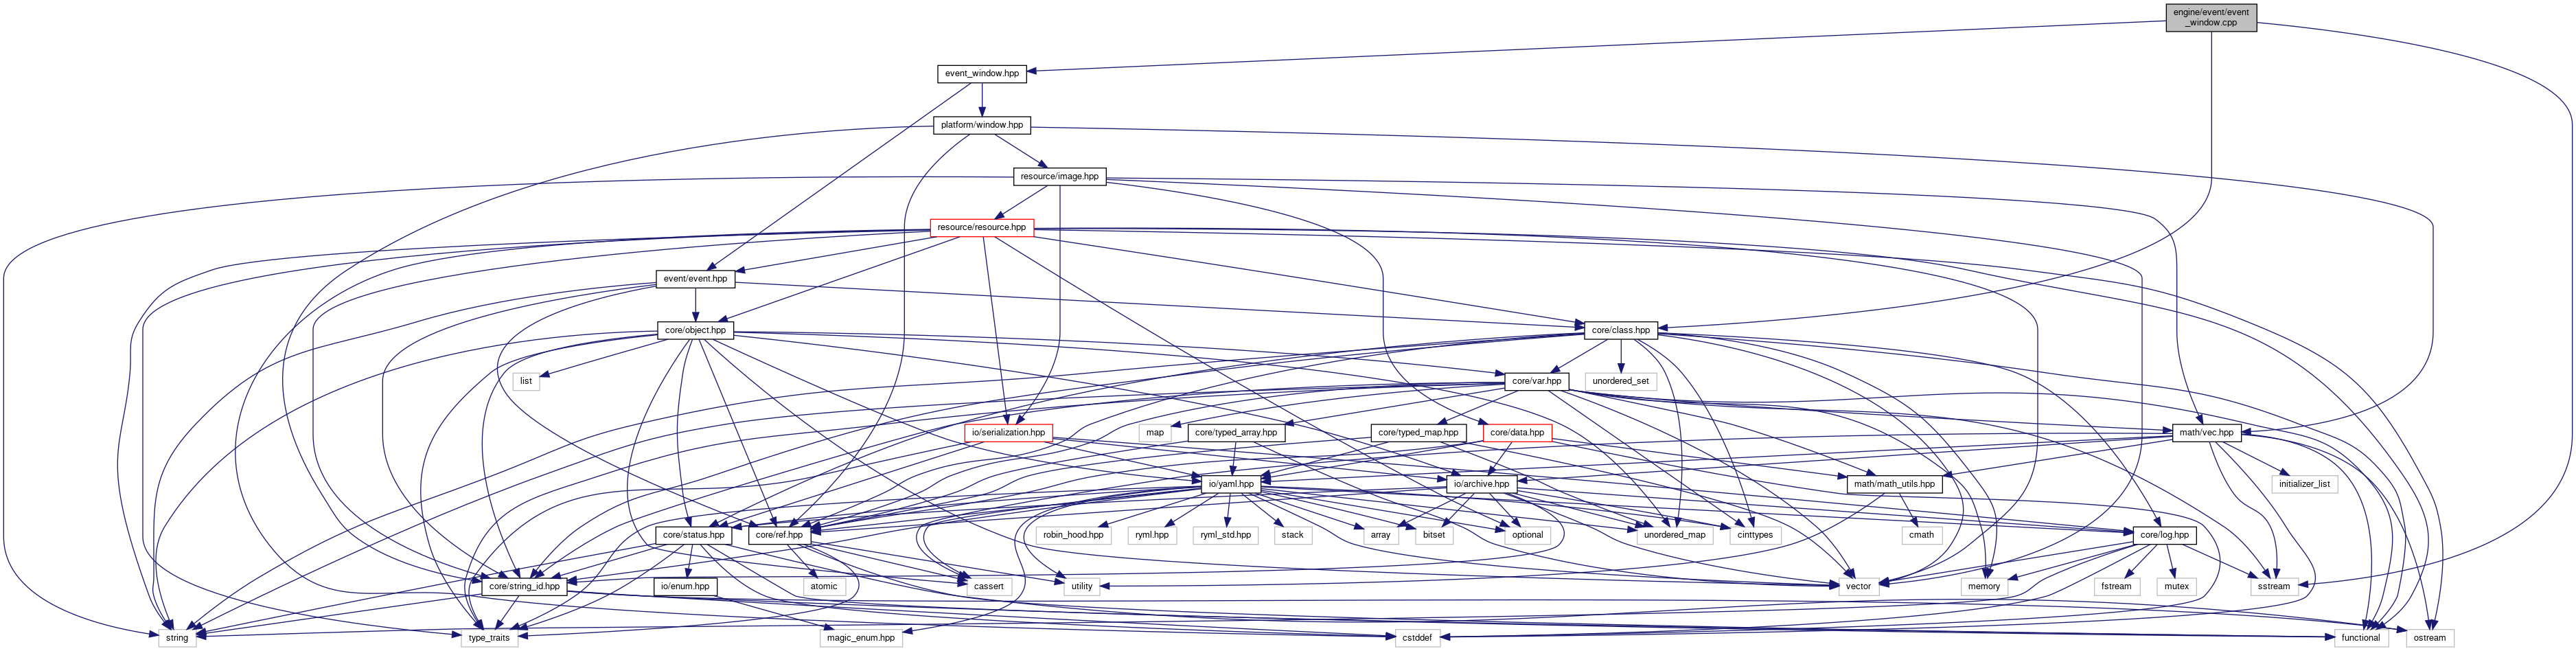 engine/event/event
_window.cpp
event_window.hpp
platform/window.hpp
resource/image.hpp
resource/resource.hpp
event/event.hpp
core/object.hpp
core/class.hpp
list
core/var.hpp
unordered_set
map
io/serialization.hpp
core/typed_array.hpp
core/typed_map.hpp
core/data.hpp
math/vec.hpp
io/yaml.hpp
io/archive.hpp
math/math_utils.hpp
initializer_list
core/status.hpp
core/ref.hpp
robin_hood.hpp
ryml.hpp
ryml_std.hpp
stack
array
bitset
optional
unordered_map
cinttypes
cmath
core/log.hpp
core/string_id.hpp
io/enum.hpp
atomic
cassert
utility
vector
memory
fstream
mutex
sstream
string
type_traits
magic_enum.hpp
cstddef
functional
ostream